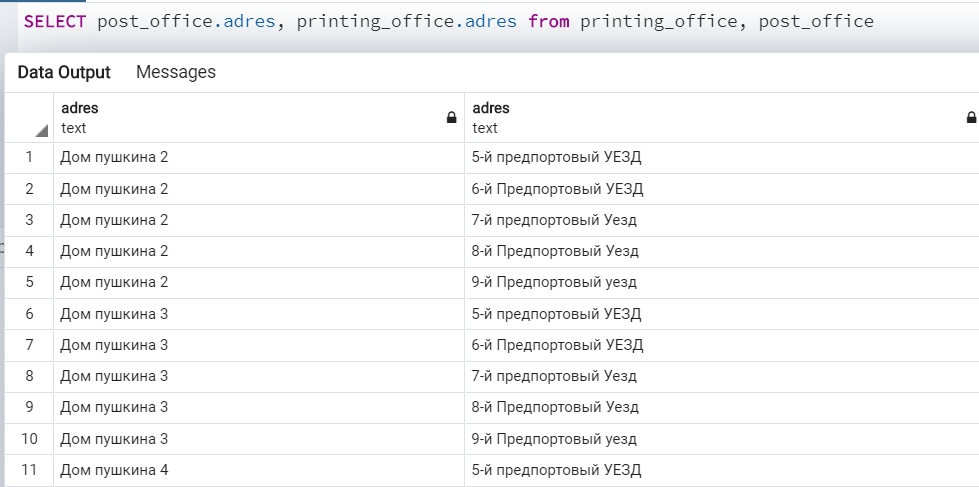 SELECT post_office.adres, printing_office.adres from printing_office, post_office
Data Output Messages
adres adres
text text
1 Дом пушкина 2 5-й предпортовый УЕЗД
2 Дом пушкина 2 6-й Предпортовый УЕЗД
3 Дом пушкина 2 7-й предпортовый Уезд
4 Дом пушкина 2 8-й Предпортовый Уезд
5 Дом пушкина 2 9-й Предпортовый уезд
6 Дом пушкина 3 5-й предпортовый УЕЗД
7 Дом пушкина 3 6-й Предпортовый УЕЗД
8 Дом пушкина 3 7-й предпортовый Уезд
9 Дом пушкина 3 8-й Предпортовый Уезд
10 Дом пушкина 3 9-й Предпортовый уезд
11 Дом пушкина 4 5-й предпортовый УЕЗД